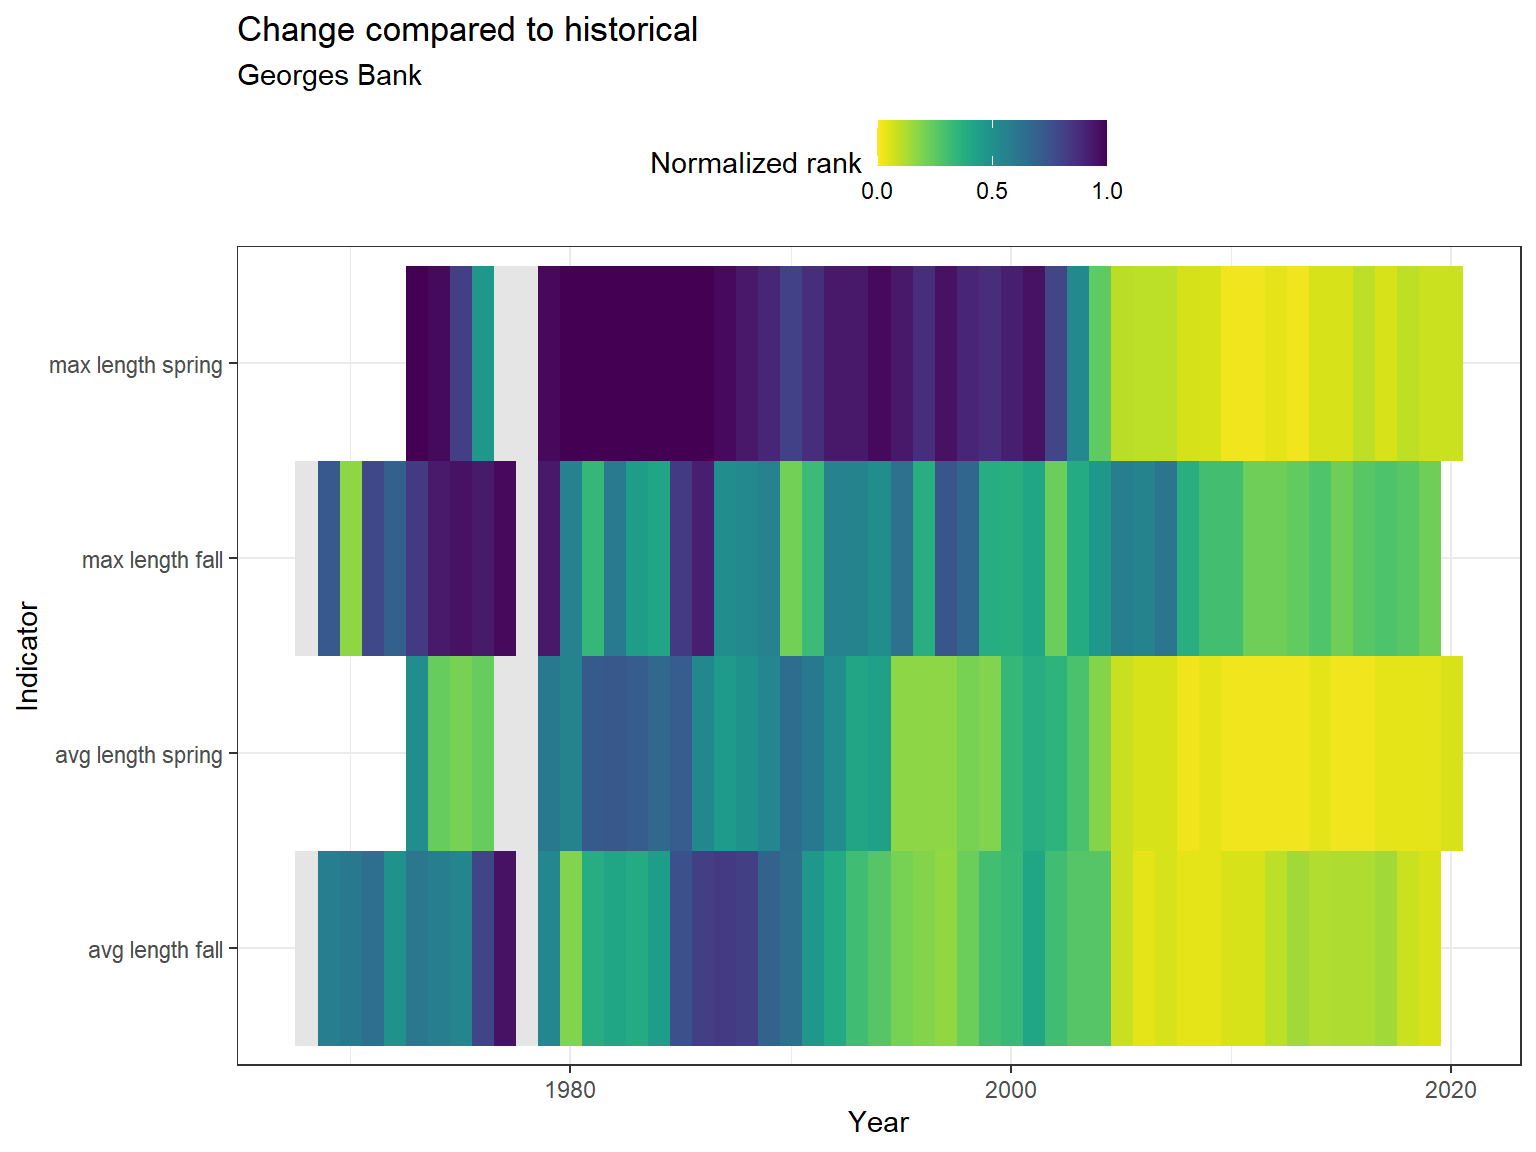 Change compared to historical
Georges Bank
Normalized rank
0.0 0.5 1.0
max length spring
max length fall
avg length spring
avg length fall
Indicator
1980 2000 2020
Year